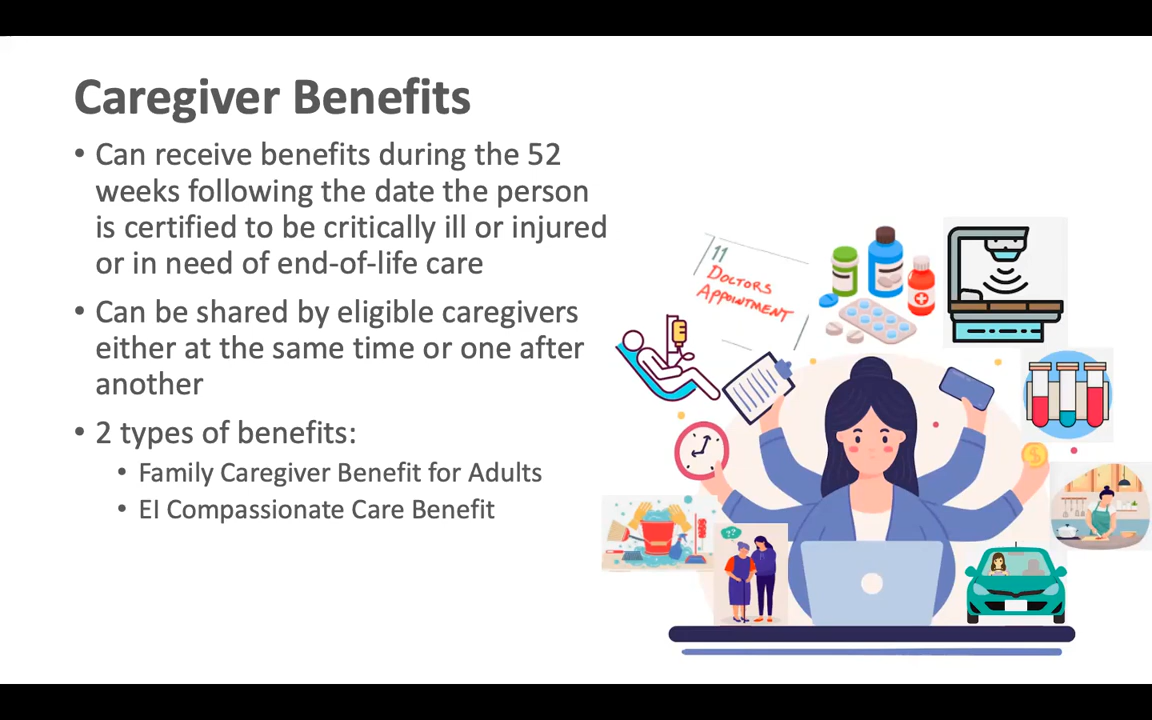 Caregiver Benefits
• Can receive benefits during the 52
weeks following the date the person
is certified to be critically ill or injured
or in need of end-of-life care
• Can be shared by eligible caregivers
either at the same time or one after
another
• 2 types of benefits:
• Family Caregiver Benefit for Adults
• EI Compassionate Care Benefit
11
DOCTORS
APPOINTMENT
$
??